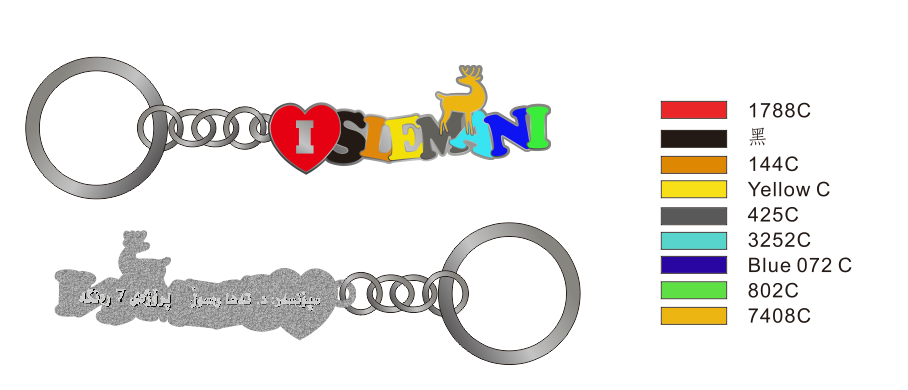 I SLEMANI
1788C
黑
144C
Yellow C
425C
3252C
Blue 072 C
802C
7408C